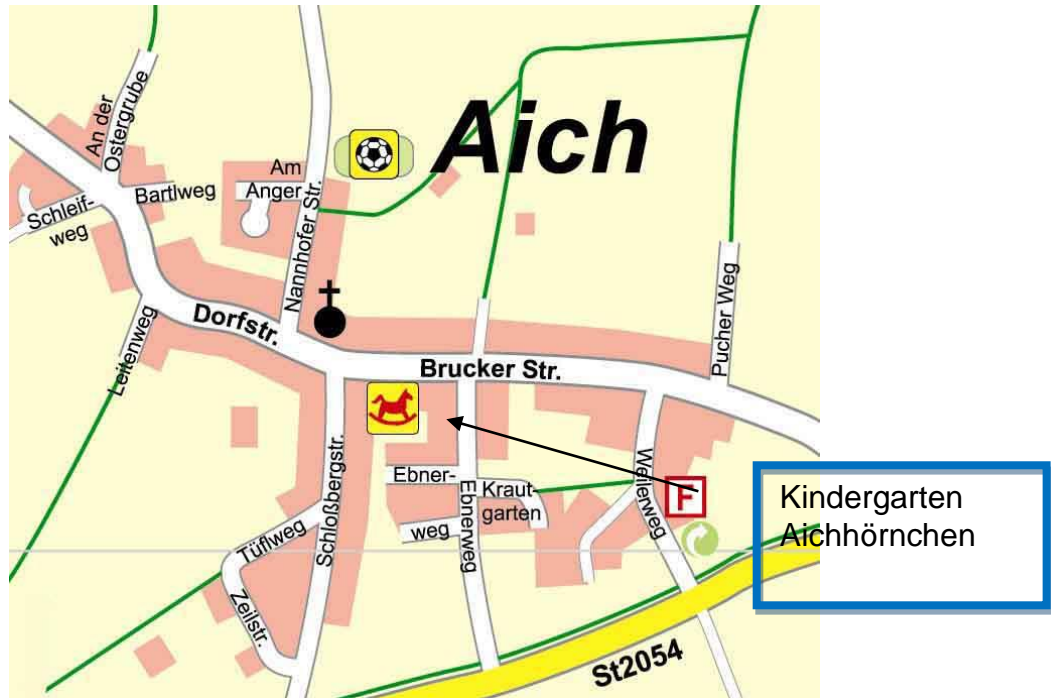 Aich
An der
Ostergrube
Am
Anger
Bartlweg
Schleif-
weg
Nannhofer Str.
Dorfstr.
Leitenweg
Brucker Str.
Pucher Weg
Ebner-
weg
Kraut-
garten
Ebnerweg
Weilerweg
F
Schloßbergstr.
Tüflweg
Zeilstr.
St2054
Kindergarten
Aichhörnchen